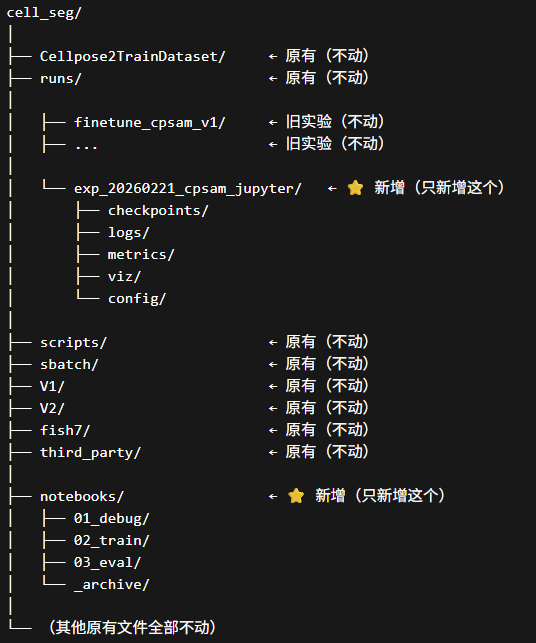 cell_seg/
│
├── Cellpose2TrainDataset/     ← 原有（不动）
├── runs/                      ← 原有（不动）
│
│   ├── finetune_cpsam_v1/     ← 旧实验（不动）
│   ├── ...                    ← 旧实验（不动）
│
│   └── exp_20260221_cpsam_jupyter/   ← ⭐ 新增（只新增这个）
│       ├── checkpoints/
│       ├── logs/
│       ├── metrics/
│       ├── viz/
│       └── config/
│
├── scripts/                   ← 原有（不动）
├── sbatch/                    ← 原有（不动）
├── V1/                        ← 原有（不动）
├── V2/                        ← 原有（不动）
├── fish7/                     ← 原有（不动）
├── third_party/               ← 原有（不动）
│
├── notebooks/                 ← ⭐ 新增（只新增这个）
│   ├── 01_debug/
│   ├── 02_train/
│   ├── 03_eval/
│   └── _archive/
│
└── （其他原有文件全部不动）